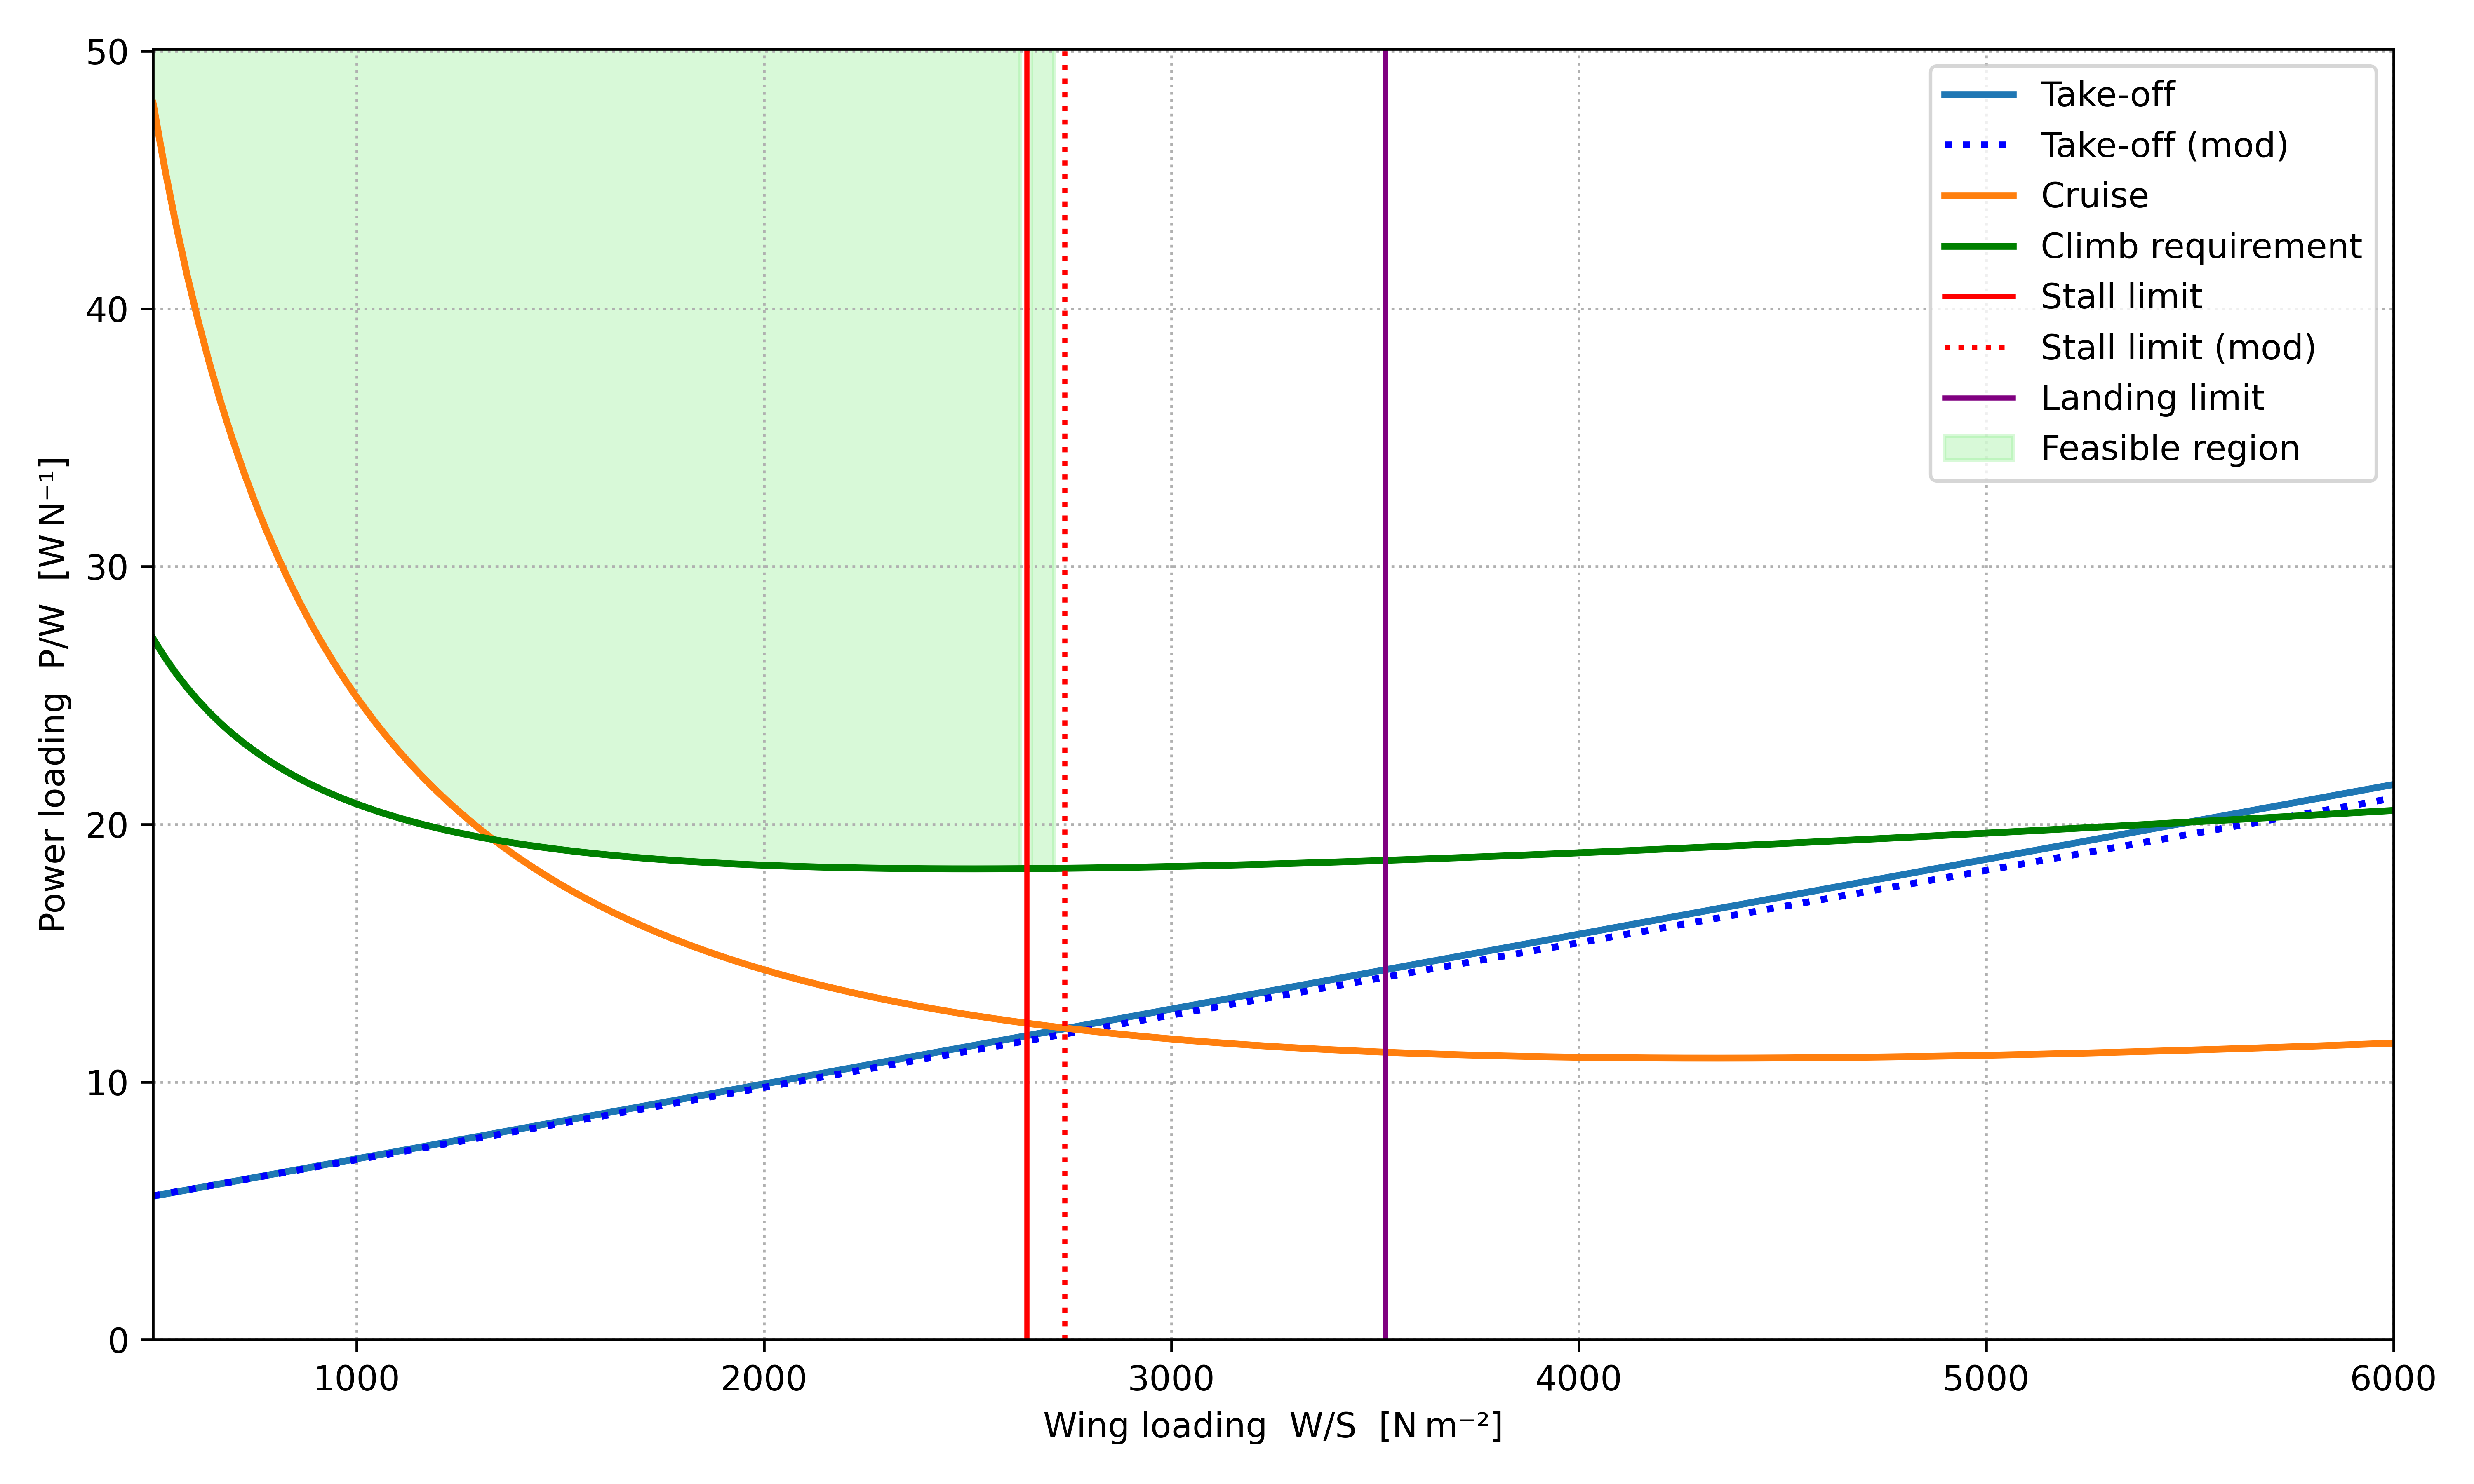 50
40
30
20
10
0
Power loading  P/W  [W N⁻¹]
Take-off
Take-off (mod)
Cruise
Climb requirement
Stall limit
Stall limit (mod)
Landing limit
Feasible region
1000
2000
3000
4000
5000
6000
Wing loading  W/S  [N m⁻²]